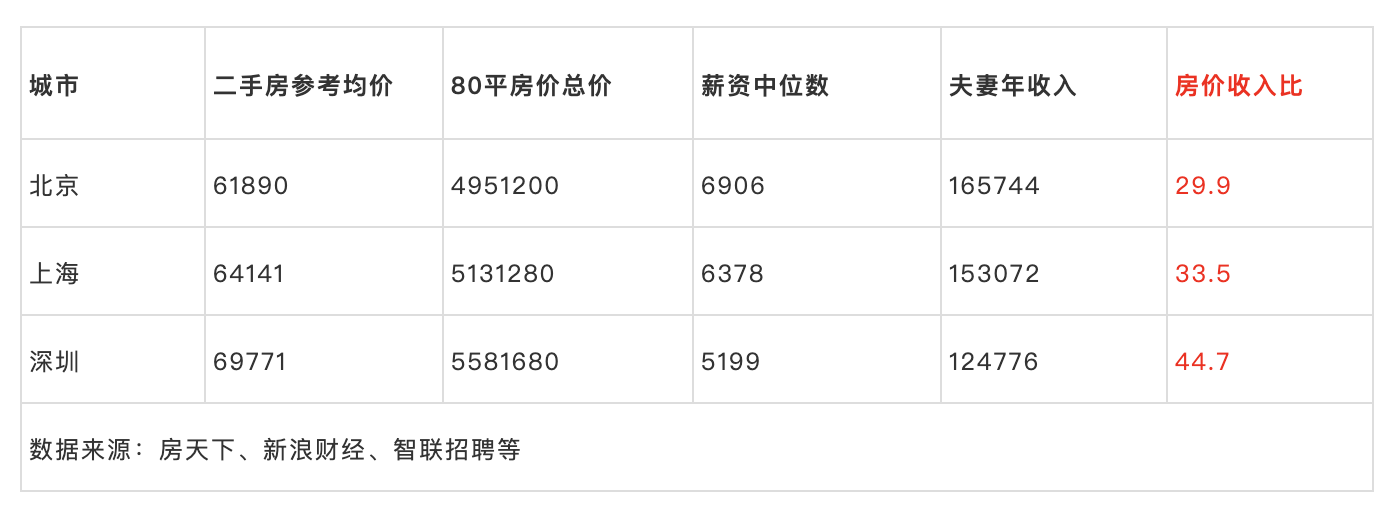 城市 二手房参考均价 80平房价总价 薪资中位数 夫妻年收入 房价收入比
北京 61890 4951200 6906 165744 29.9
上海 64141 5131280 6378 153072 33.5
深圳 69771 5581680 5199 124776 44.7
数据来源：房天下、新浪财经、智联招聘等